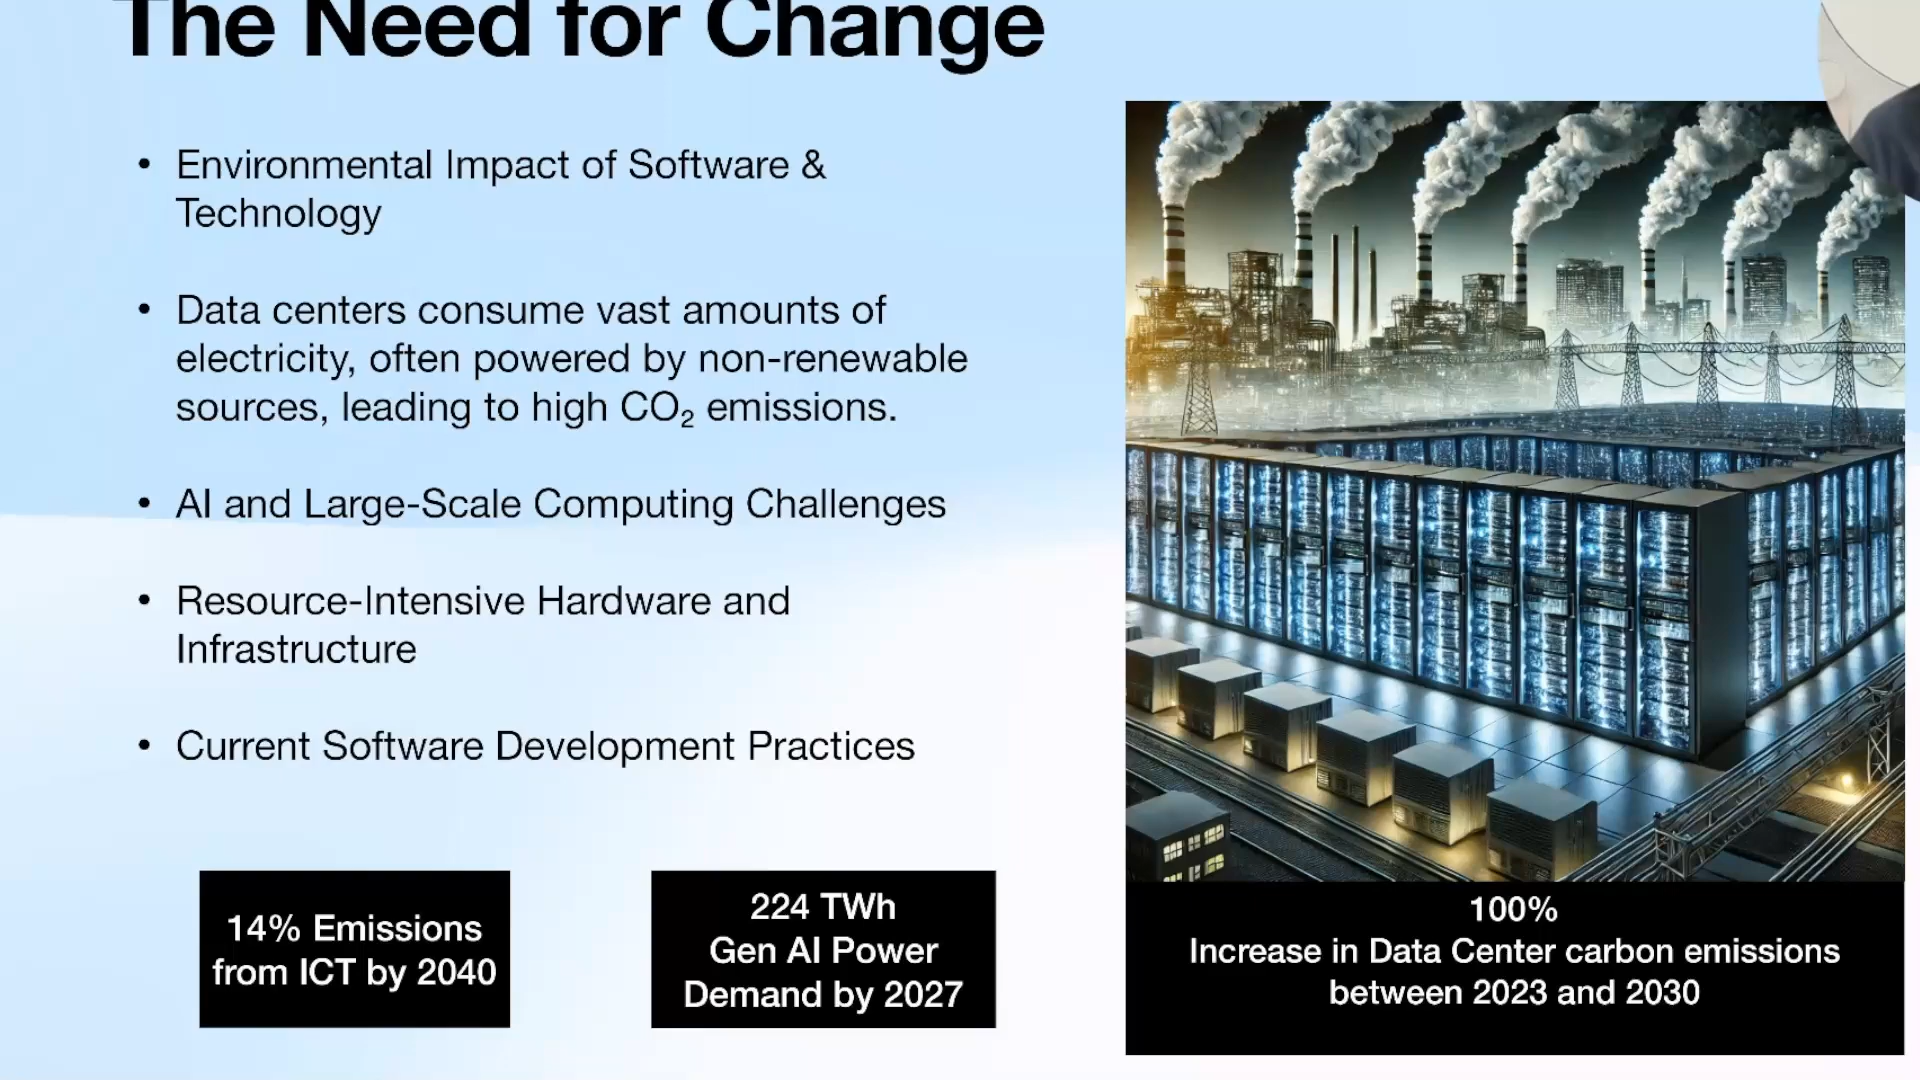 The Need for Change
• Environmental Impact of Software &
Technology
• Data centers consume vast amounts of
electricity, often powered by non-renewable
sources, leading to high CO₂ emissions.
• AI and Large-Scale Computing Challenges
• Resource-Intensive Hardware and
Infrastructure
• Current Software Development Practices
14% Emissions
from ICT by 2040
224 TWh
Gen AI Power
Demand by 2027
100%
Increase in Data Center carbon emissions
between 2023 and 2030